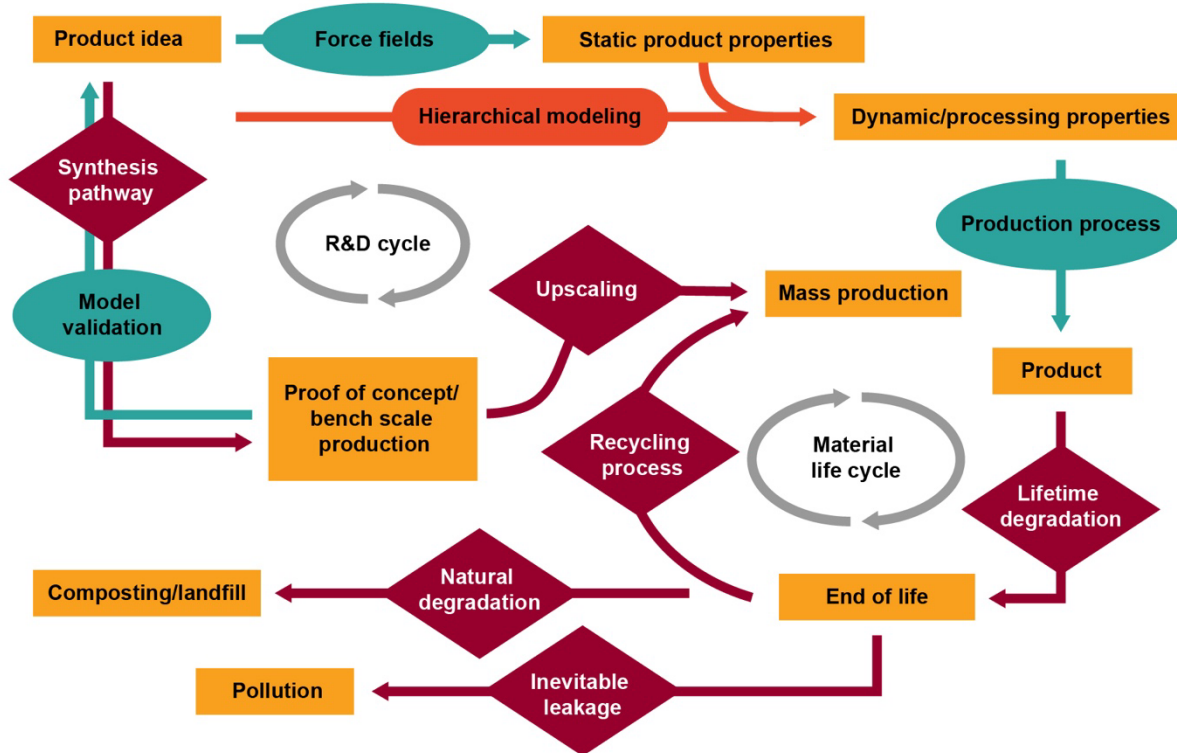 Product idea
Force fields
Static product properties
Hierarchical modeling
Dynamic/processing properties
Synthesis
pathway
R&D cycle
Production process
Model
validation
Upscaling
Mass production
Proof of concept/
bench scale
production
Product
Recycling
process
Material
life cycle
Lifetime
degradation
Composting/landfill
Natural
degradation
End of life
Pollution
Inevitable
leakage